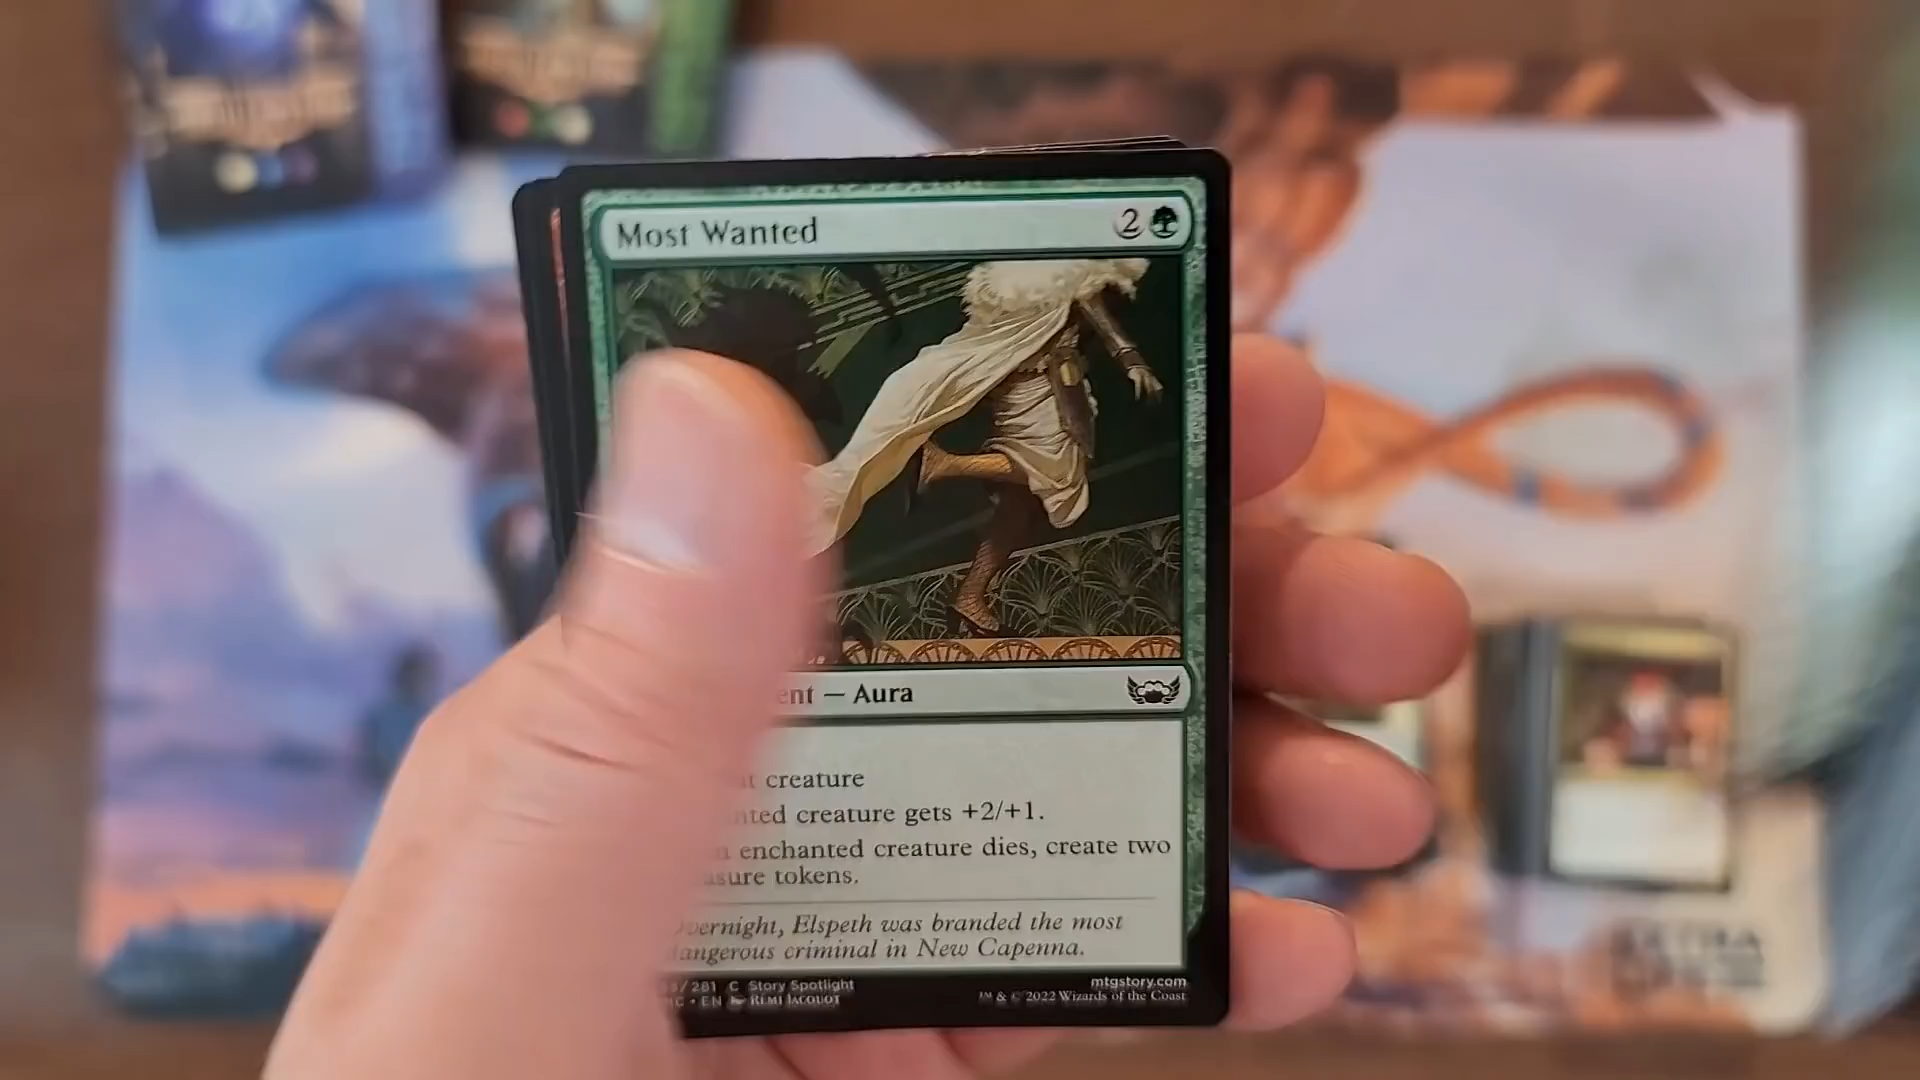 Most Wanted 2
ent — Aura
t creature
nted creature gets +2/+1.
n enchanted creature dies, create two
asure tokens.
Overnight, Elspeth was branded the most
dangerous criminal in New Capenna.
/281 C Story Spotlight mtgstory.com
EN REMI JACQUOT ™ & © 2022 Wizards of the Coast